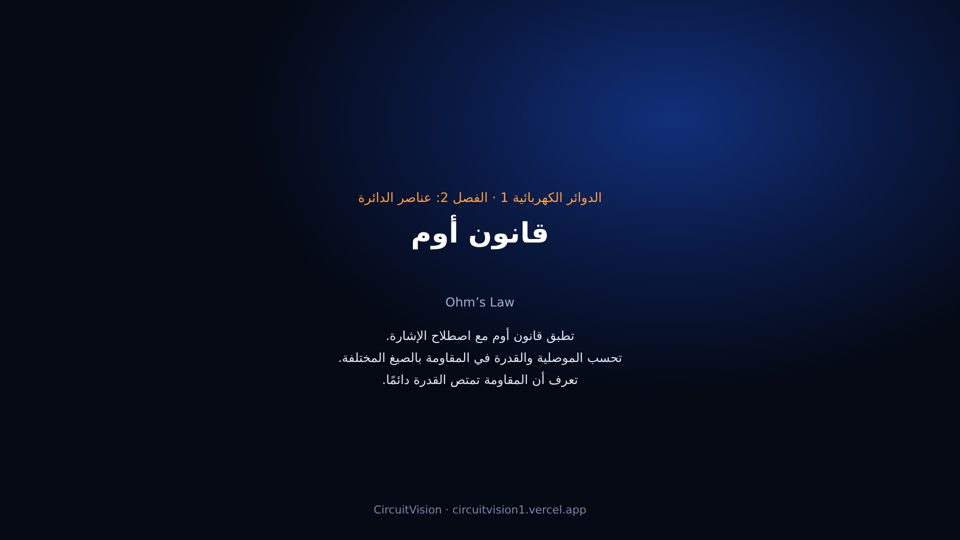 الدوائر الكهربائية 1 · الفصل 2: عناصر الدائرة
قانون أوم
Ohm’s Law
تطبق قانون أوم مع اصطلاح الإشارة.
تحسب الموصلية والقدرة في المقاومة بالصيغ المختلفة.
تعرف أن المقاومة تمتص القدرة دائمًا.
CircuitVision · circuitvision1.vercel.app